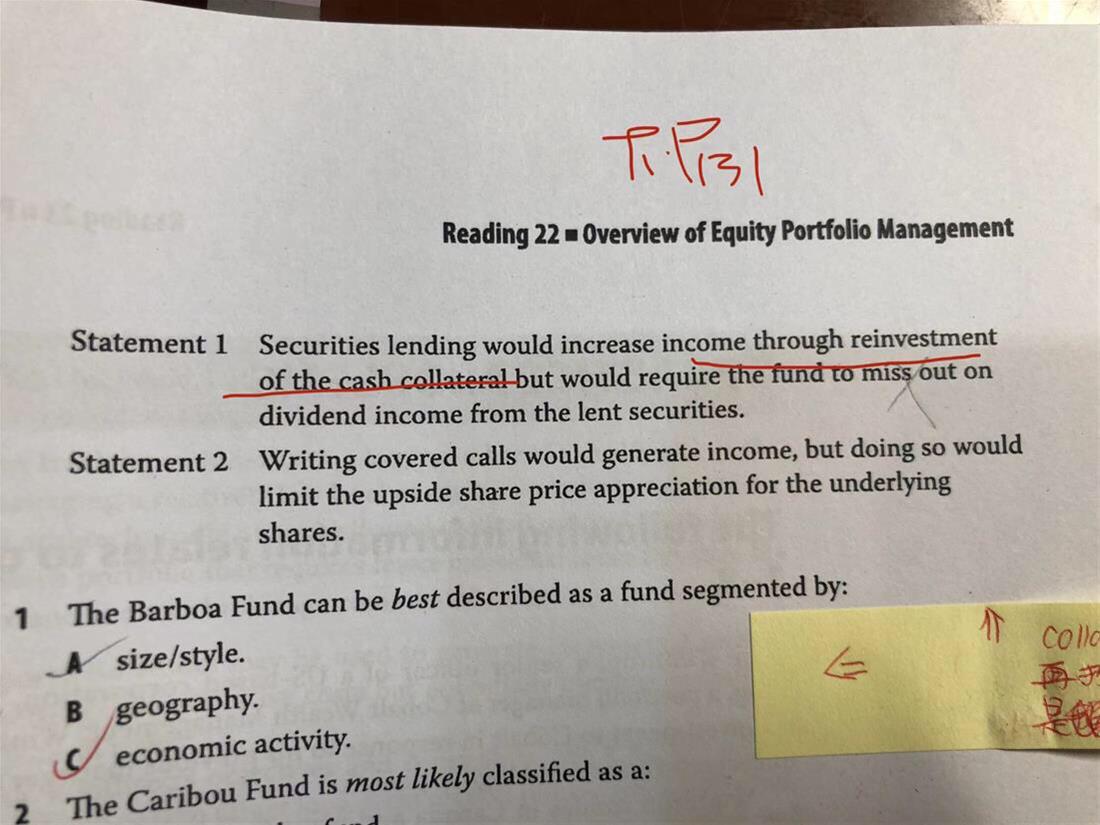 P1.P131
Reading 22 ■ Overview of Equity Portfolio Management
Statement 1 Securities lending would increase income through reinvestment
of the cash collateral but would require the fund to miss out on
dividend income from the lent securities.
Statement 2 Writing covered calls would generate income, but doing so would
limit the upside share price appreciation for the underlying
shares.
1 The Barboa Fund can be best described as a fund segmented by:
A size/style.
B geography.
C economic activity.
2 The Caribou Fund is most likely classified as a: